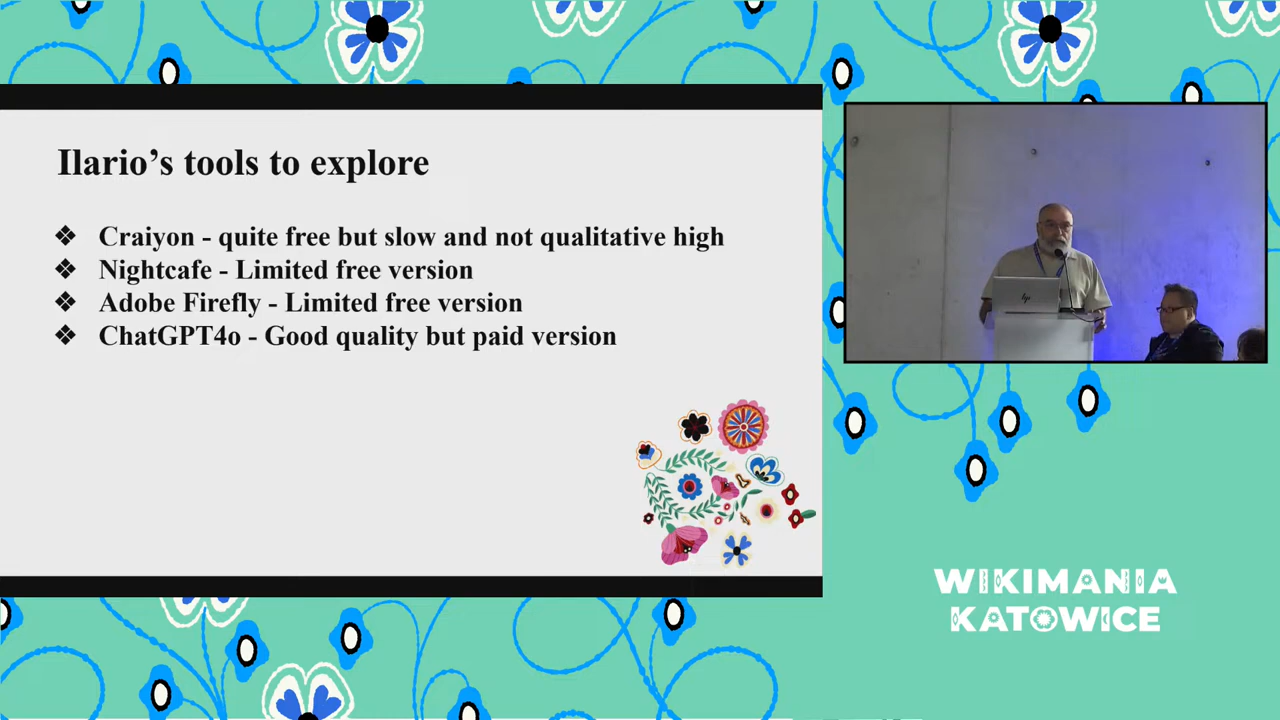 Ilario’s tools to explore
❖ Craiyon - quite free but slow and not qualitative high
❖ Nightcafe - Limited free version
❖ Adobe Firefly - Limited free version
❖ ChatGPT4o - Good quality but paid version
hp
WIKIMANIA
KATOWICE